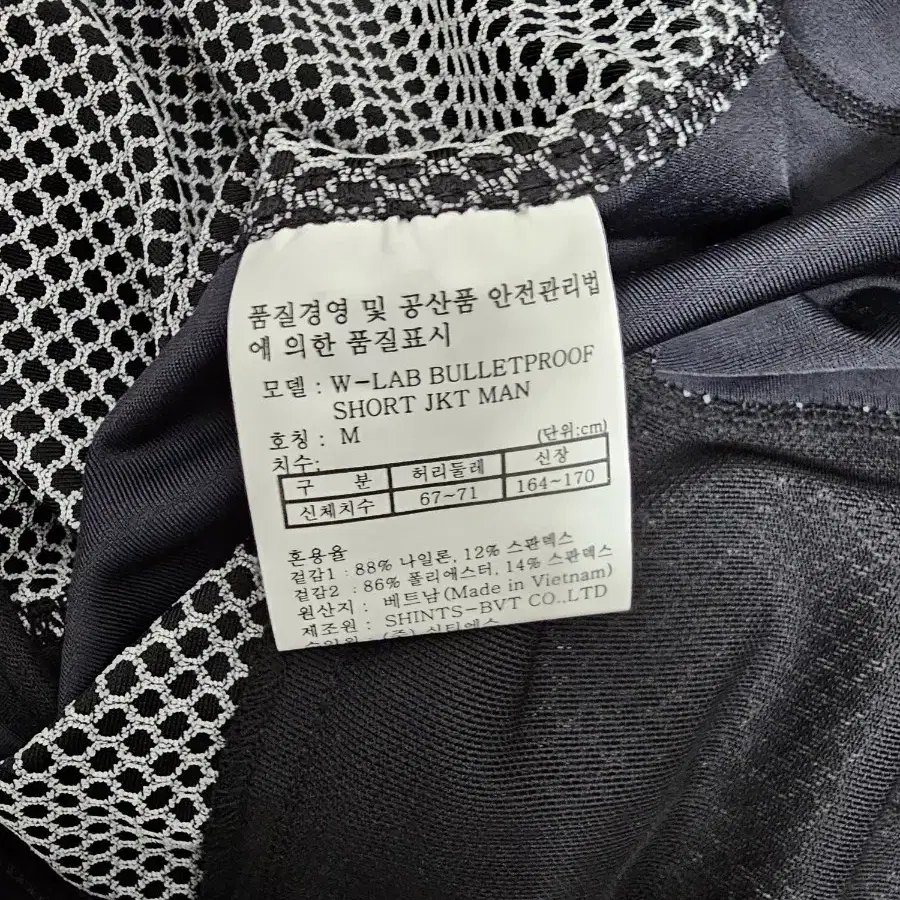 품질경영 및 공산품 안전관리법
에 의한 품질표시
모델 : W-LAB BULLETPROOF
SHORT JKT MAN
호칭 : M
(단위:cm)
치수:
구 분 허리둘레 신장
신체치수 67~71 164~170
혼용율
겉감1 : 88% 나일론, 12% 스판덱스
겉감2 : 86% 폴리에스터, 14% 스판덱스
원산지 : 베트남(Made in Vietnam)
제조원 : SHINTS-BVT CO.,LTD